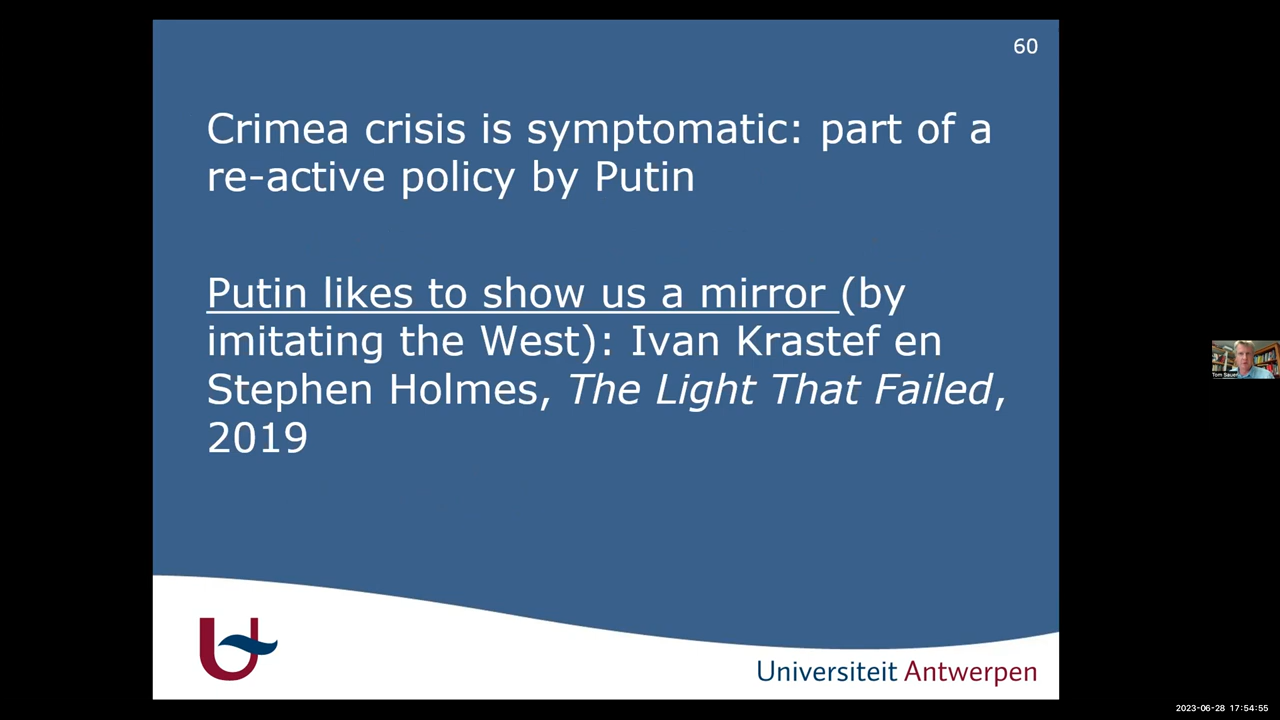 60
Crimea crisis is symptomatic: part of a
re-active policy by Putin
Putin likes to show us a mirror (by
imitating the West): Ivan Krastef en
Stephen Holmes, The Light That Failed,
2019
Universiteit Antwerpen
Tom Sauer
2023-06-28 17:54:55